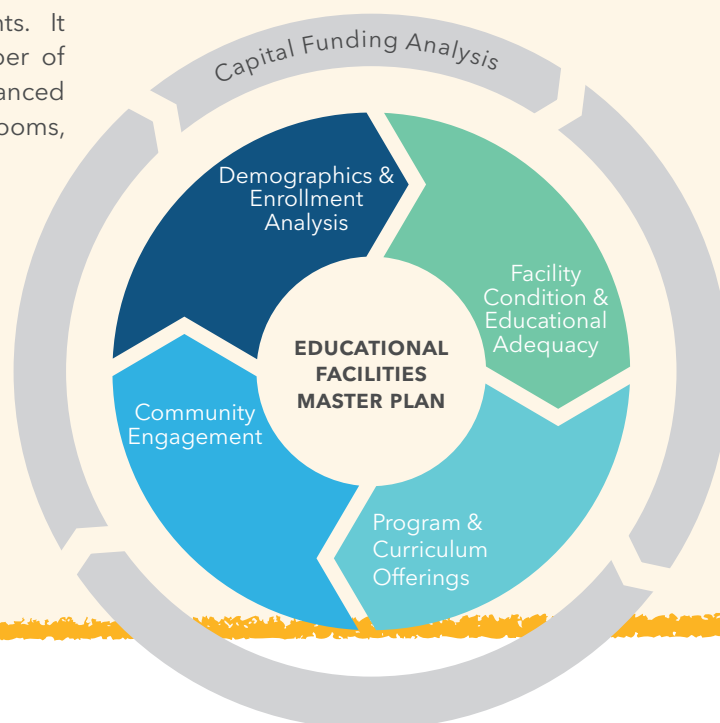 nts. It
ber of
anced
ooms,
Capital Funding Analysis
Demographics &
Enrollment
Analysis
Facility
Condition &
Educational
Adequacy
EDUCATIONAL
FACILITIES
MASTER PLAN
Community
Engagement
Program &
Curriculum
Offerings